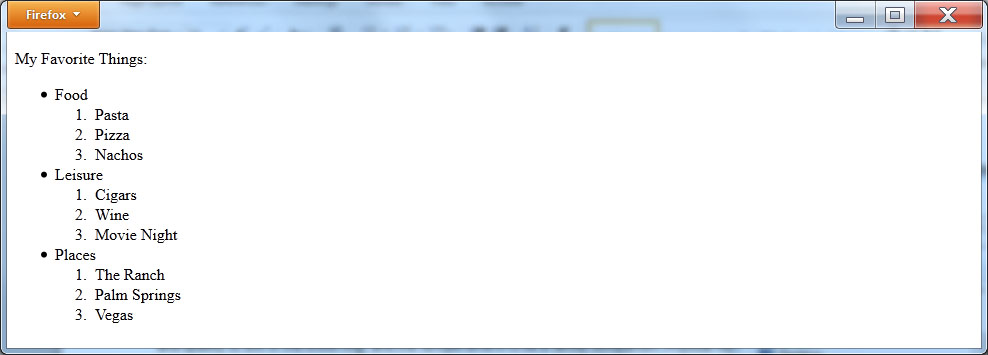 Firefox
My Favorite Things:
• Food
1. Pasta
2. Pizza
3. Nachos
• Leisure
1. Cigars
2. Wine
3. Movie Night
• Places
1. The Ranch
2. Palm Springs
3. Vegas